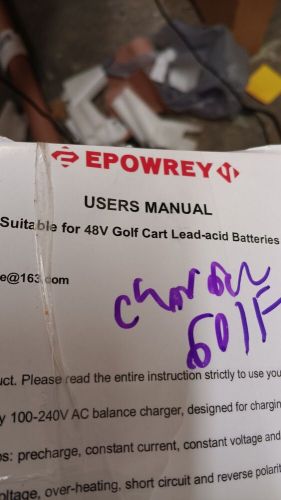 EPOWREY
USERS MANUAL
Suitable for 48V Golf Cart Lead-acid Batteries
e@163.com
GOlF
uct. Please read the entire instruction strictly to use you
y 100-240V AC balance charger, designed for chargin
ps: precharge, constant current, constant voltage and
oltage, over-heating, short circuit and reverse polarit